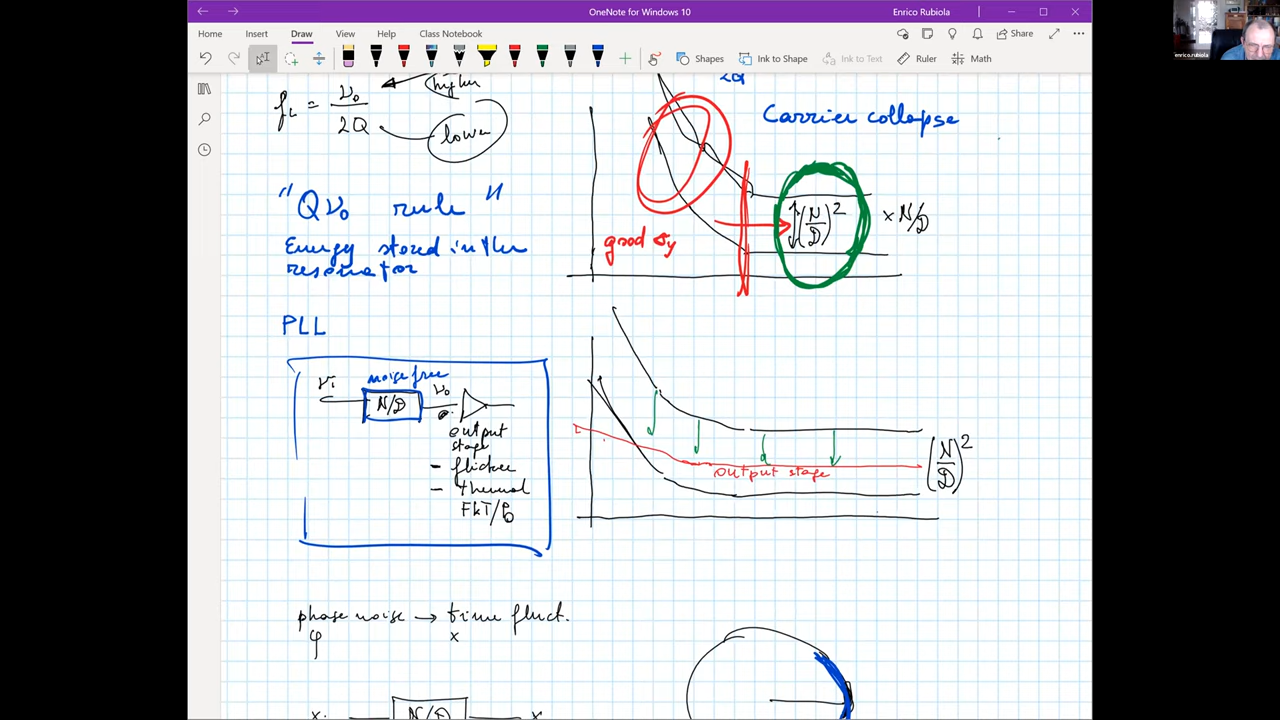 OneNote for Windows 10
Enrico Rubiola
enrico.rubiola
Home Insert Draw View Help Class Notebook
Share
Shapes Ink to Shape Ink to Text Ruler Math
higher
fL = ν0 / 2Q
lower
Carrier collapse
"Qν0 rule"
Energy stored in the
resonator
good σy
(N/D)² × N/D
PLL
νi noise free
N/D ν0
output
stage
- flicker
- thermal
FkT/P0
output stage
(N/D)²
phase noise → time fluct.
φ x
x N/D x